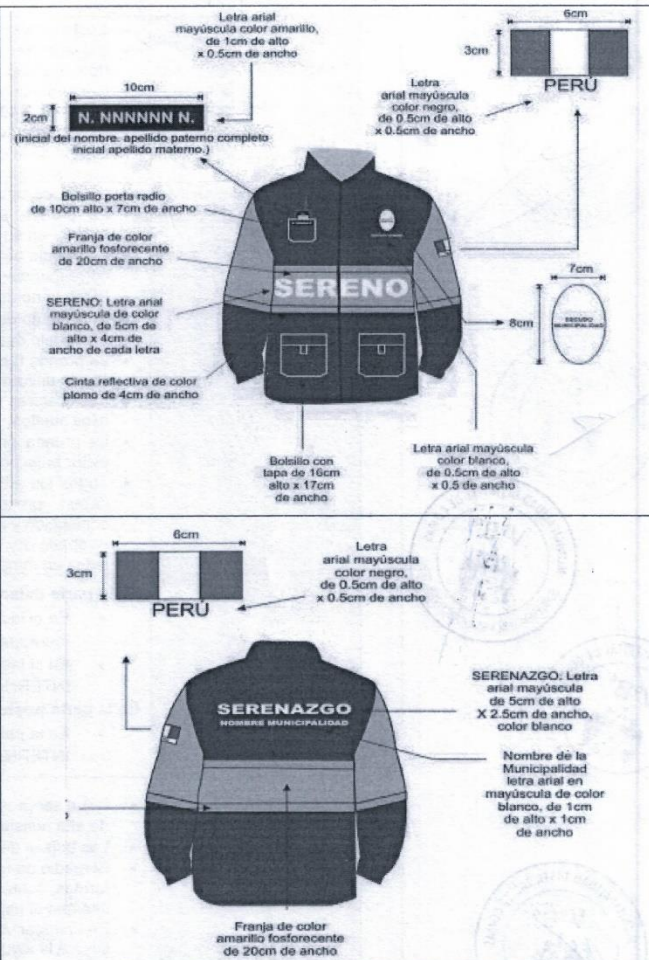 Letra arial
mayúscula color amarillo,
de 1cm de alto
x 0.5cm de ancho
6cm
3cm
PERÚ
Letra
arial mayúscula
color negro,
de 0.5cm de alto
x 0.5cm de ancho
10cm
2cm
N. NNNNNN N.
(inicial del nombre. apellido paterno completo
inicial apellido materno.)
Bolsillo porta radio
de 10cm alto x 7cm de ancho
Franja de color
amarillo fosforecente
de 20cm de ancho
SERENO
SERENO: Letra arial
mayúscula de color
blanco, de 5cm de
alto x 4cm de
ancho de cada letra
Cinta reflectiva de color
plomo de 4cm de ancho
7cm
8cm
ESCUDO
MUNICIPALIDAD
Bolsillo con
tapa de 16cm
alto x 17cm
de ancho
Letra arial mayúscula
color blanco,
de 0.5cm de alto
x 0.5 de ancho
6cm
3cm
PERÚ
Letra
arial mayúscula
color negro,
de 0.5cm de alto
x 0.5cm de ancho
SERENAZGO
NOMBRE MUNICIPALIDAD
SERENAZGO: Letra
arial mayúscula
de 5cm de alto
X 2.5cm de ancho,
color blanco
Nombre de la
Municipalidad
letra arial en
mayúscula de color
blanco, de 1cm
de alto x 1cm
de ancho
Franja de color
amarillo fosforecente
de 20cm de ancho